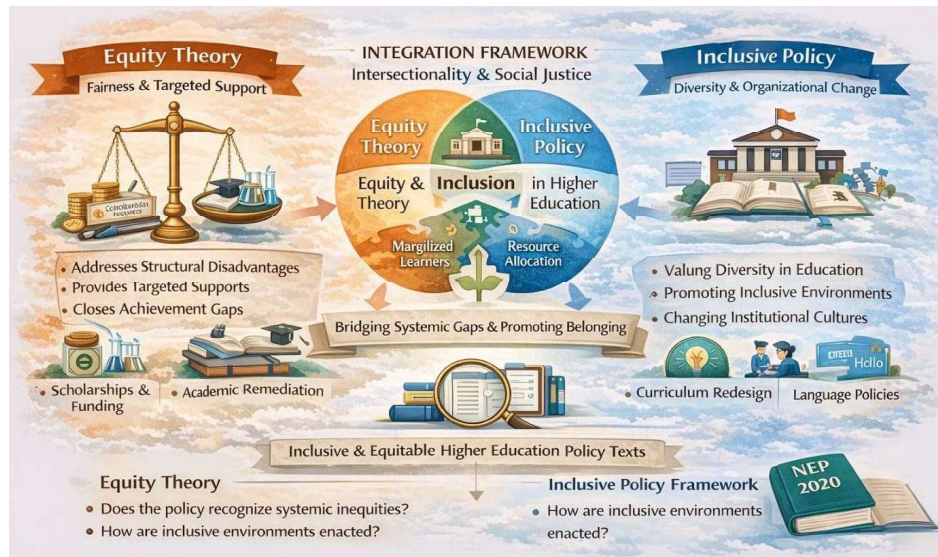 Equity Theory
Fairness & Targeted Support
INTEGRATION FRAMEWORK
Intersectionality & Social Justice
Inclusive Policy
Diversity & Organizational Change
Equity
Theory
Inclusive
Policy
Equity &
Theory
Inclusion
in Higher
Education
Margilized
Learners
Resource
Allocation
• Addresses Structural Disadvantages
• Provides Targeted Supports
• Closes Achievement Gaps
• Scholarships &
Funding
• Academic Remediation
Bridging Systemic Gaps & Promoting Belonging
• Valung Diversity in Education
• Promoting Inclusive Environments
• Changing Institutional Cultures
Hello
• Curriculum Redesign
Language Policies
Inclusive & Equitable Higher Education Policy Texts
Equity Theory
• Does the policy recognize systemic inequities?
• How are inclusive environments enacted?
Inclusive Policy Framework
• How are inclusive environments
enacted?
NEP
2020